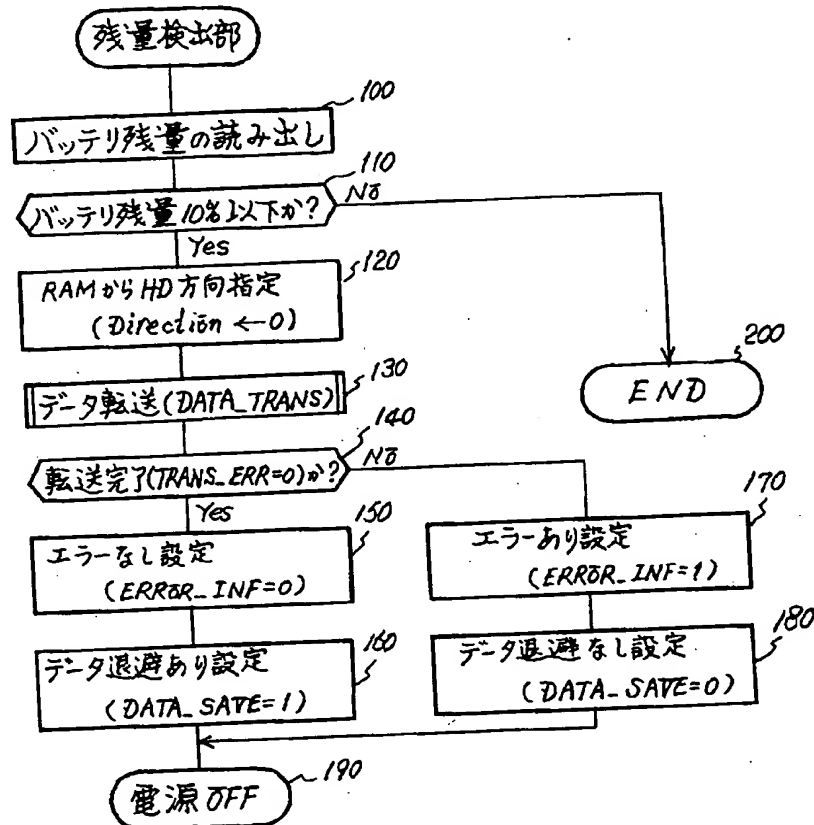 残量検出部
100
バッテリ残量の読み出し
110
バッテリ残量10%以下か?
No
Yes
120
RAMからHD方向指定
(Direction ←0)
200
END
130
データ転送(DATA_TRANS)
140
転送完了(TRANS_ERR=0)か?
No
Yes
150
エラーなし設定
(ERROR_INF=0)
170
エラーあり設定
(ERROR_INF=1)
160
データ退避あり設定
(DATA_SAVE=1)
180
データ退避なし設定
(DATA_SAVE=0)
190
電源OFF